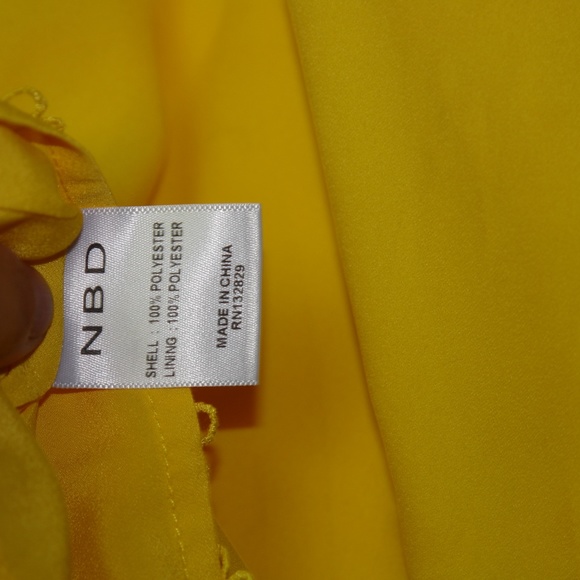 NBD
SHELL : 100% POLYESTER
LINING : 100% POLYESTER
MADE IN CHINA
RN132829